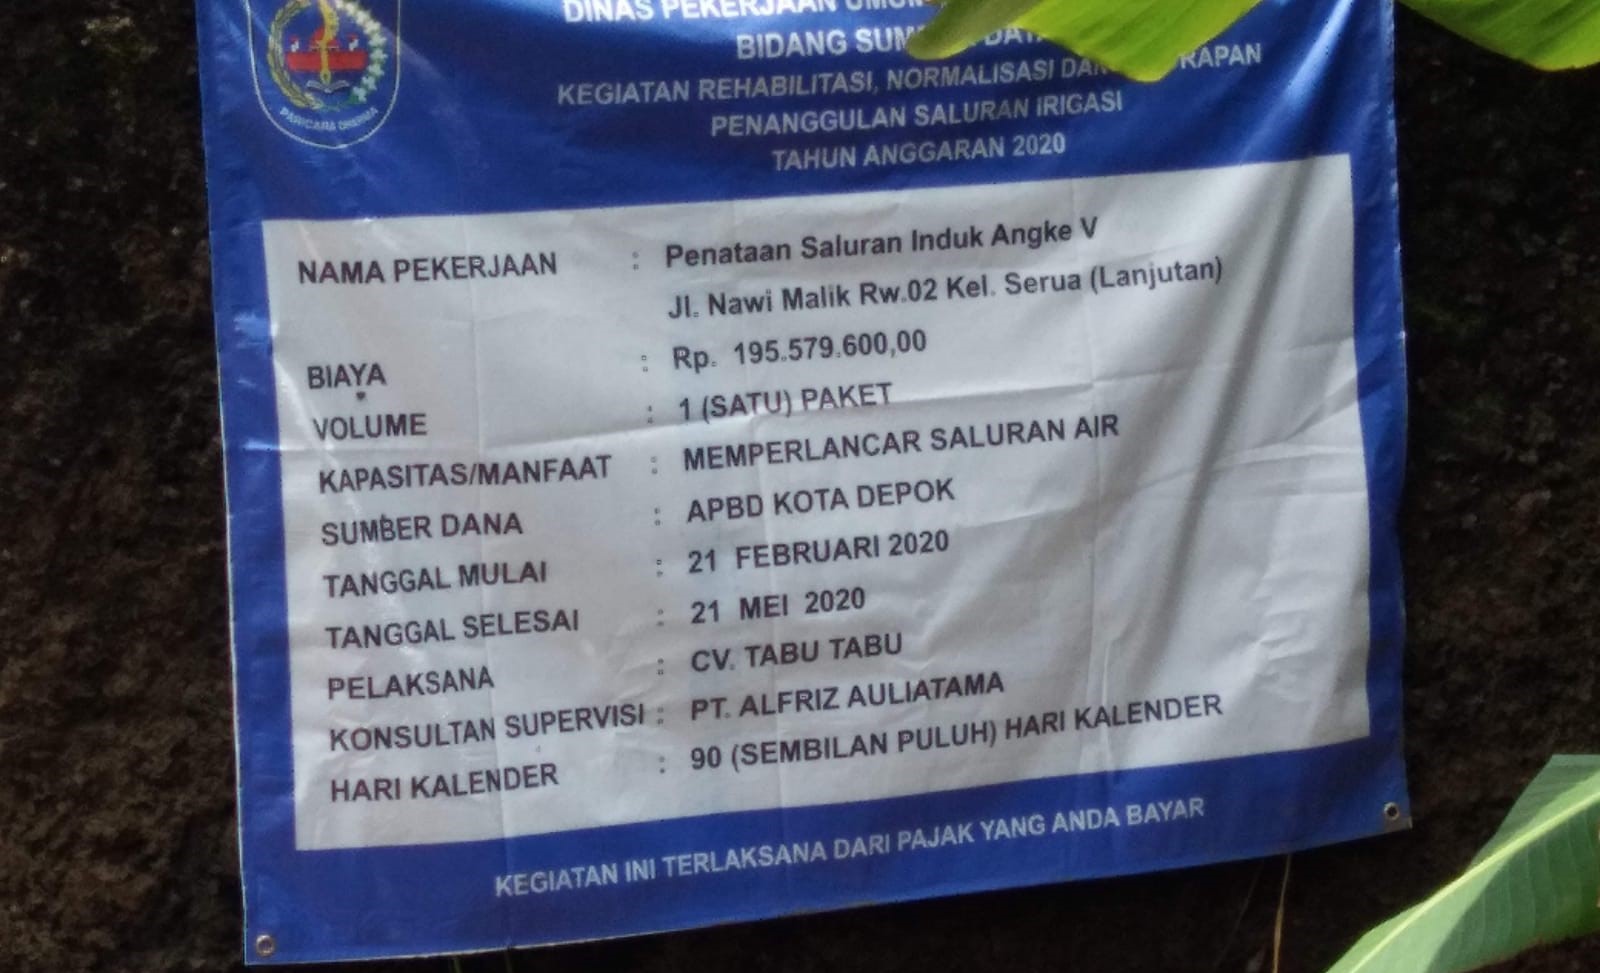 PARICARA DHARMA
DINAS PEKERJAAN
BIDANG
KEGIATAN REHABILITASI, NORMALISASI
PENANGGULAN SALURAN IRIGASI
TAHUN ANGGARAN 2020
NAMA PEKERJAAN : Penataan Saluran Induk Angke V
Jl. Nawi Malik Rw.02 Kel. Serua (Lanjutan)
BIAYA : Rp. 195.579.600,00
VOLUME : 1 (SATU) PAKET
KAPASITAS/MANFAAT : MEMPERLANCAR SALURAN AIR
SUMBER DANA : APBD KOTA DEPOK
TANGGAL MULAI : 21 FEBRUARI 2020
TANGGAL SELESAI : 21 MEI 2020
PELAKSANA : CV. TABU TABU
KONSULTAN SUPERVISI : PT. ALFRIZ AULIATAMA
HARI KALENDER : 90 (SEMBILAN PULUH) HARI KALENDER
KEGIATAN INI TERLAKSANA DARI PAJAK YANG ANDA BAYAR